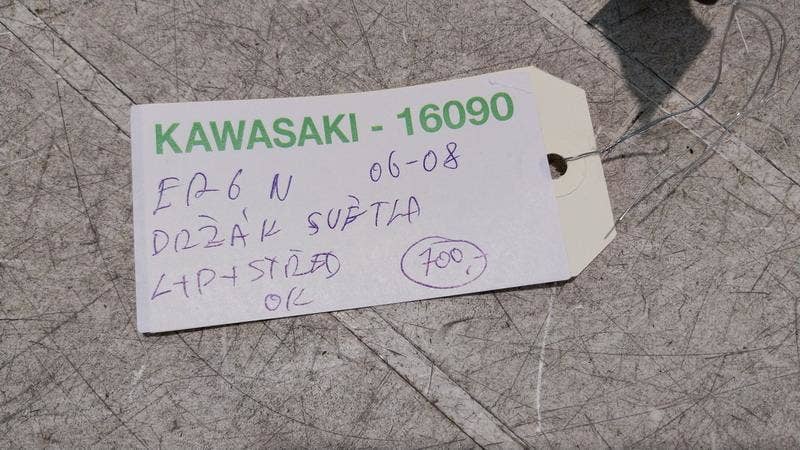 KAWASAKI - 16090
ER6 N 06-08
DRŽÁK SVĚTLA
L+P+STŘED 700,-
OK